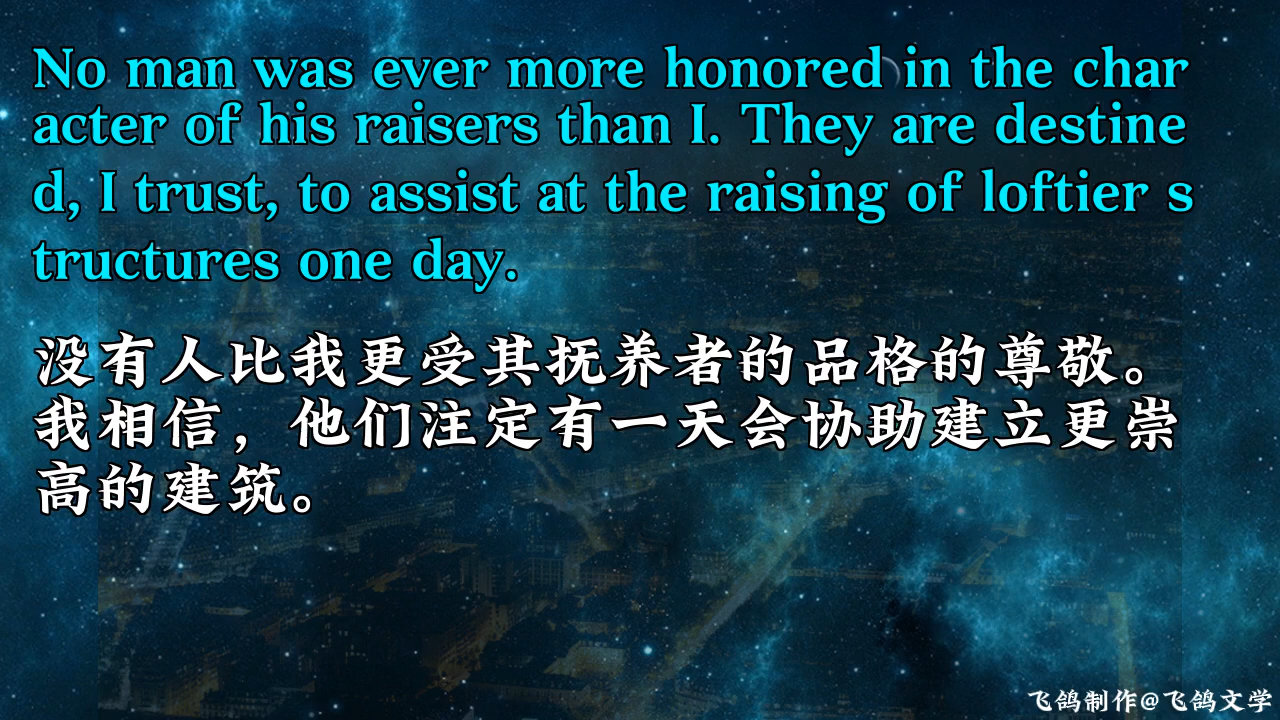 No man was ever more honored in the char
acter of his raisers than I. They are destine
d, I trust, to assist at the raising of loftier s
tructures one day.
没有人比我更受其抚养者的品格的尊敬。
我相信，他们注定有一天会协助建立更崇
高的建筑。
飞鸽制作@飞鸽文学